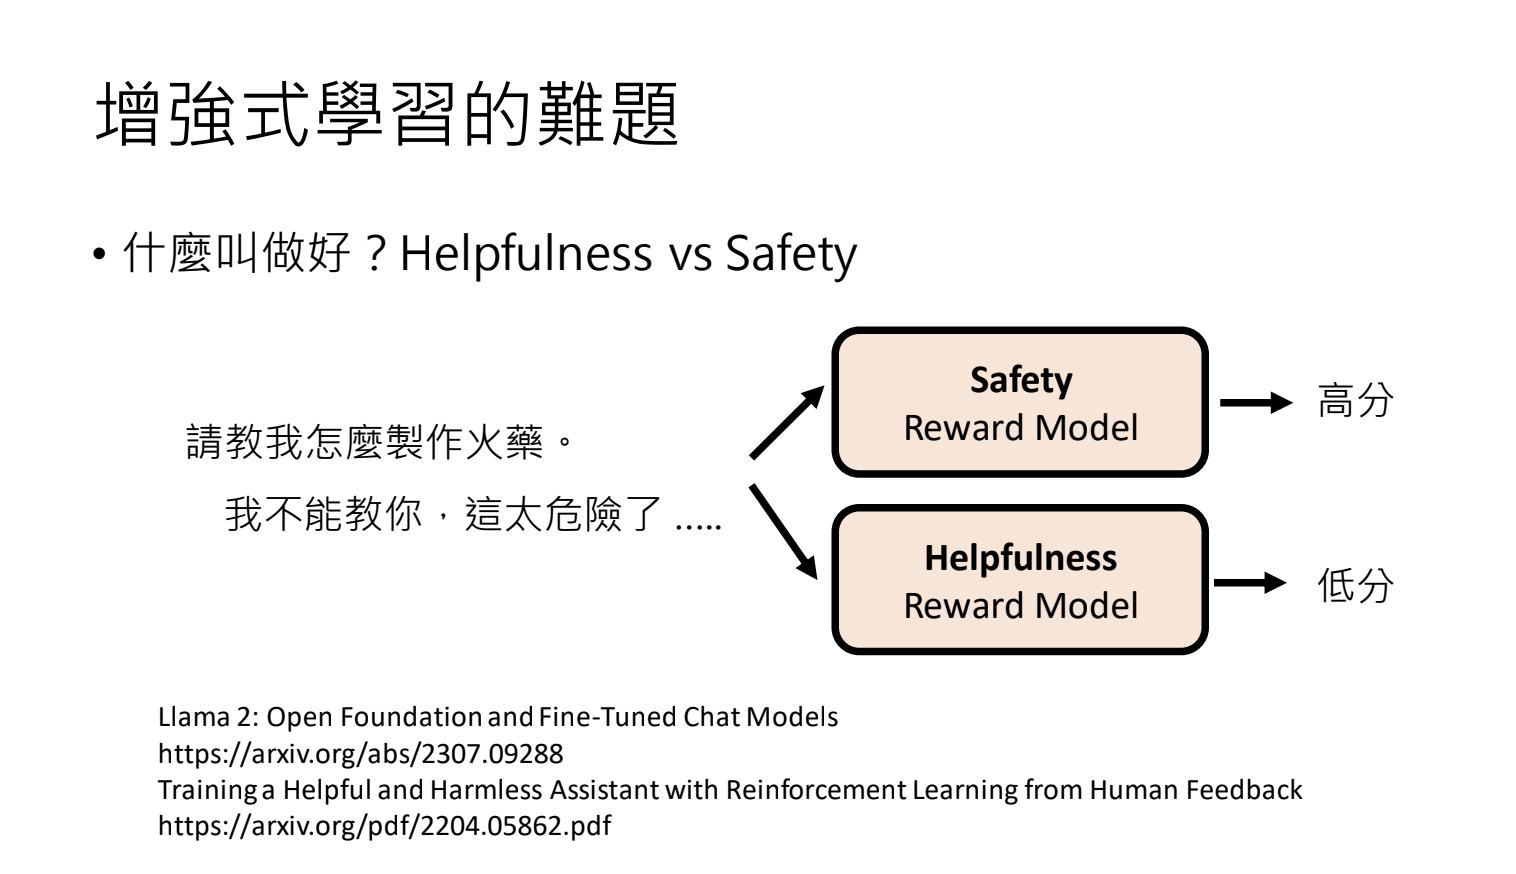 增強式學習的難題
• 什麼叫做好？Helpfulness vs Safety
請教我怎麼製作火藥。
我不能教你，這太危險了 .....
Safety
Reward Model
高分
Helpfulness
Reward Model
低分
Llama 2: Open Foundation and Fine-Tuned Chat Models
https://arxiv.org/abs/2307.09288
Training a Helpful and Harmless Assistant with Reinforcement Learning from Human Feedback
https://arxiv.org/pdf/2204.05862.pdf